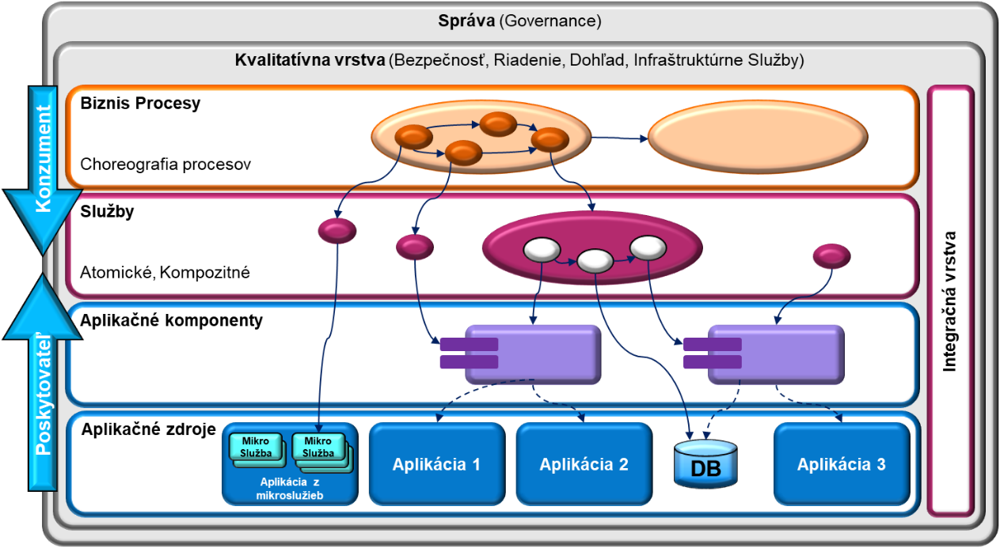 Správa (Governance)
Kvalitatívna vrstva (Bezpečnosť, Riadenie, Dohľad, Infraštruktúrne Služby)
Konzument
Biznis Procesy
Choreografia procesov
Služby
Atomické, Kompozitné
Integračná vrstva
Poskytovateľ
Aplikačné komponenty
Aplikačné zdroje
Mikro
Služba
Mikro
Služba
Aplikácia z
mikroslužieb
Aplikácia 1
Aplikácia 2
DB
Aplikácia 3